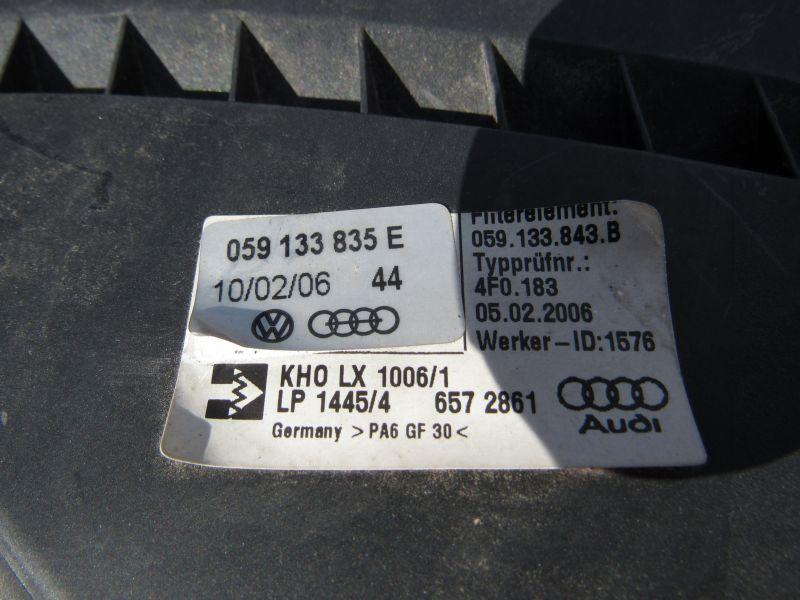 059 133 835 E
10/02/06 44
Filterelement:
059.133.843.B
Typprüfnr.:
4F0.183
05.02.2006
Werker-ID:1576
KHO LX 1006/1
LP 1445/4 657 2861
Germany >PA6 GF 30<
Audi